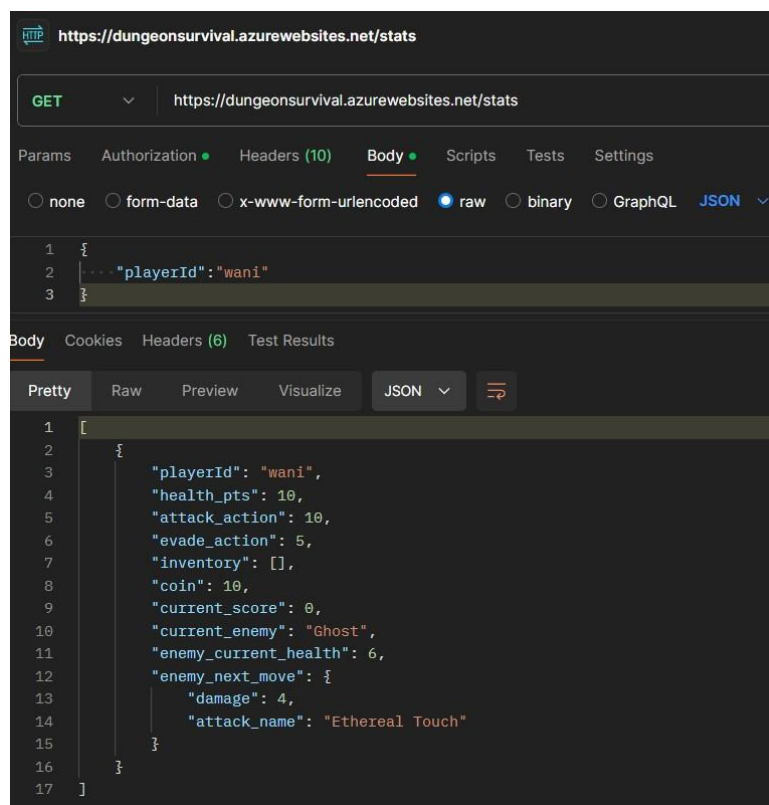 HTTP https://dungeonsurvival.azurewebsites.net/stats
GET https://dungeonsurvival.azurewebsites.net/stats
Params Authorization Headers (10) Body Scripts Tests Settings
none form-data x-www-form-urlencoded raw binary GraphQL JSON
1 {
2 "playerId":"wani"
3 }
Body Cookies Headers (6) Test Results
Pretty Raw Preview Visualize JSON
1 [
2 {
3 "playerId": "wani",
4 "health_pts": 10,
5 "attack_action": 10,
6 "evade_action": 5,
7 "inventory": [],
8 "coin": 10,
9 "current_score": 0,
10 "current_enemy": "Ghost",
11 "enemy_current_health": 6,
12 "enemy_next_move": {
13 "damage": 4,
14 "attack_name": "Ethereal Touch"
15 }
16 }
17 ]